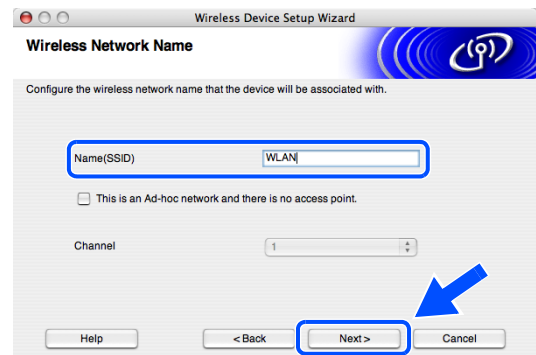 Wireless Device Setup Wizard
Wireless Network Name
Configure the wireless network name that the device will be associated with.
Name(SSID) WLAN
This is an Ad-hoc network and there is no access point.
Channel 1
Help <Back Next> Cancel